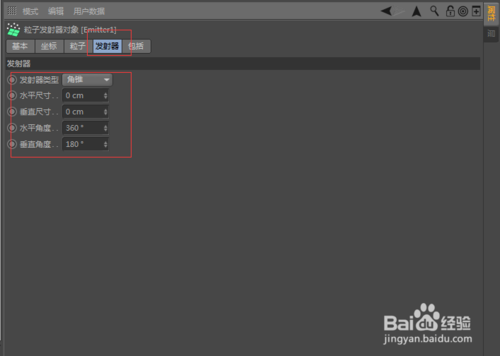 模式 编辑 用户数据
属性
层
粒子发射器对象 [Emitter1]
基本 坐标 粒子 发射器 包括
发射器
发射器类型 角锥
水平尺寸 . . 0 cm
垂直尺寸 . . 0 cm
水平角度 . . 360 °
垂直角度 . . 180 °
Baidu 经验
jingyan.baidu.com